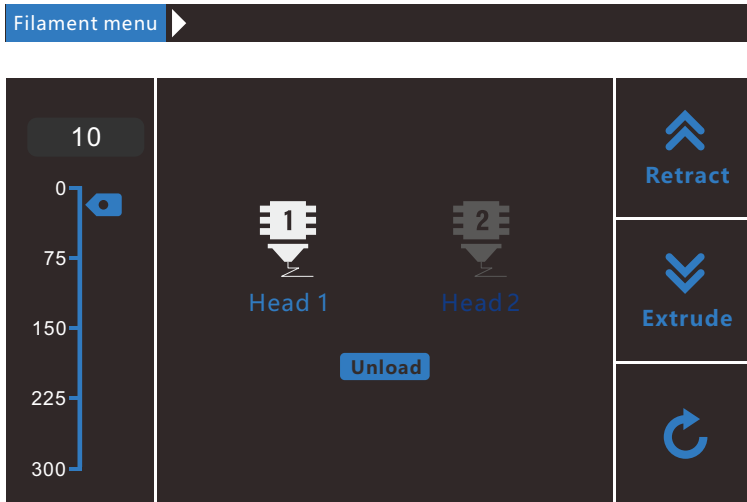 Filament menu
10
0
75
150
225
300
1
Head 1
2
Head 2
Unload
Retract
Extrude